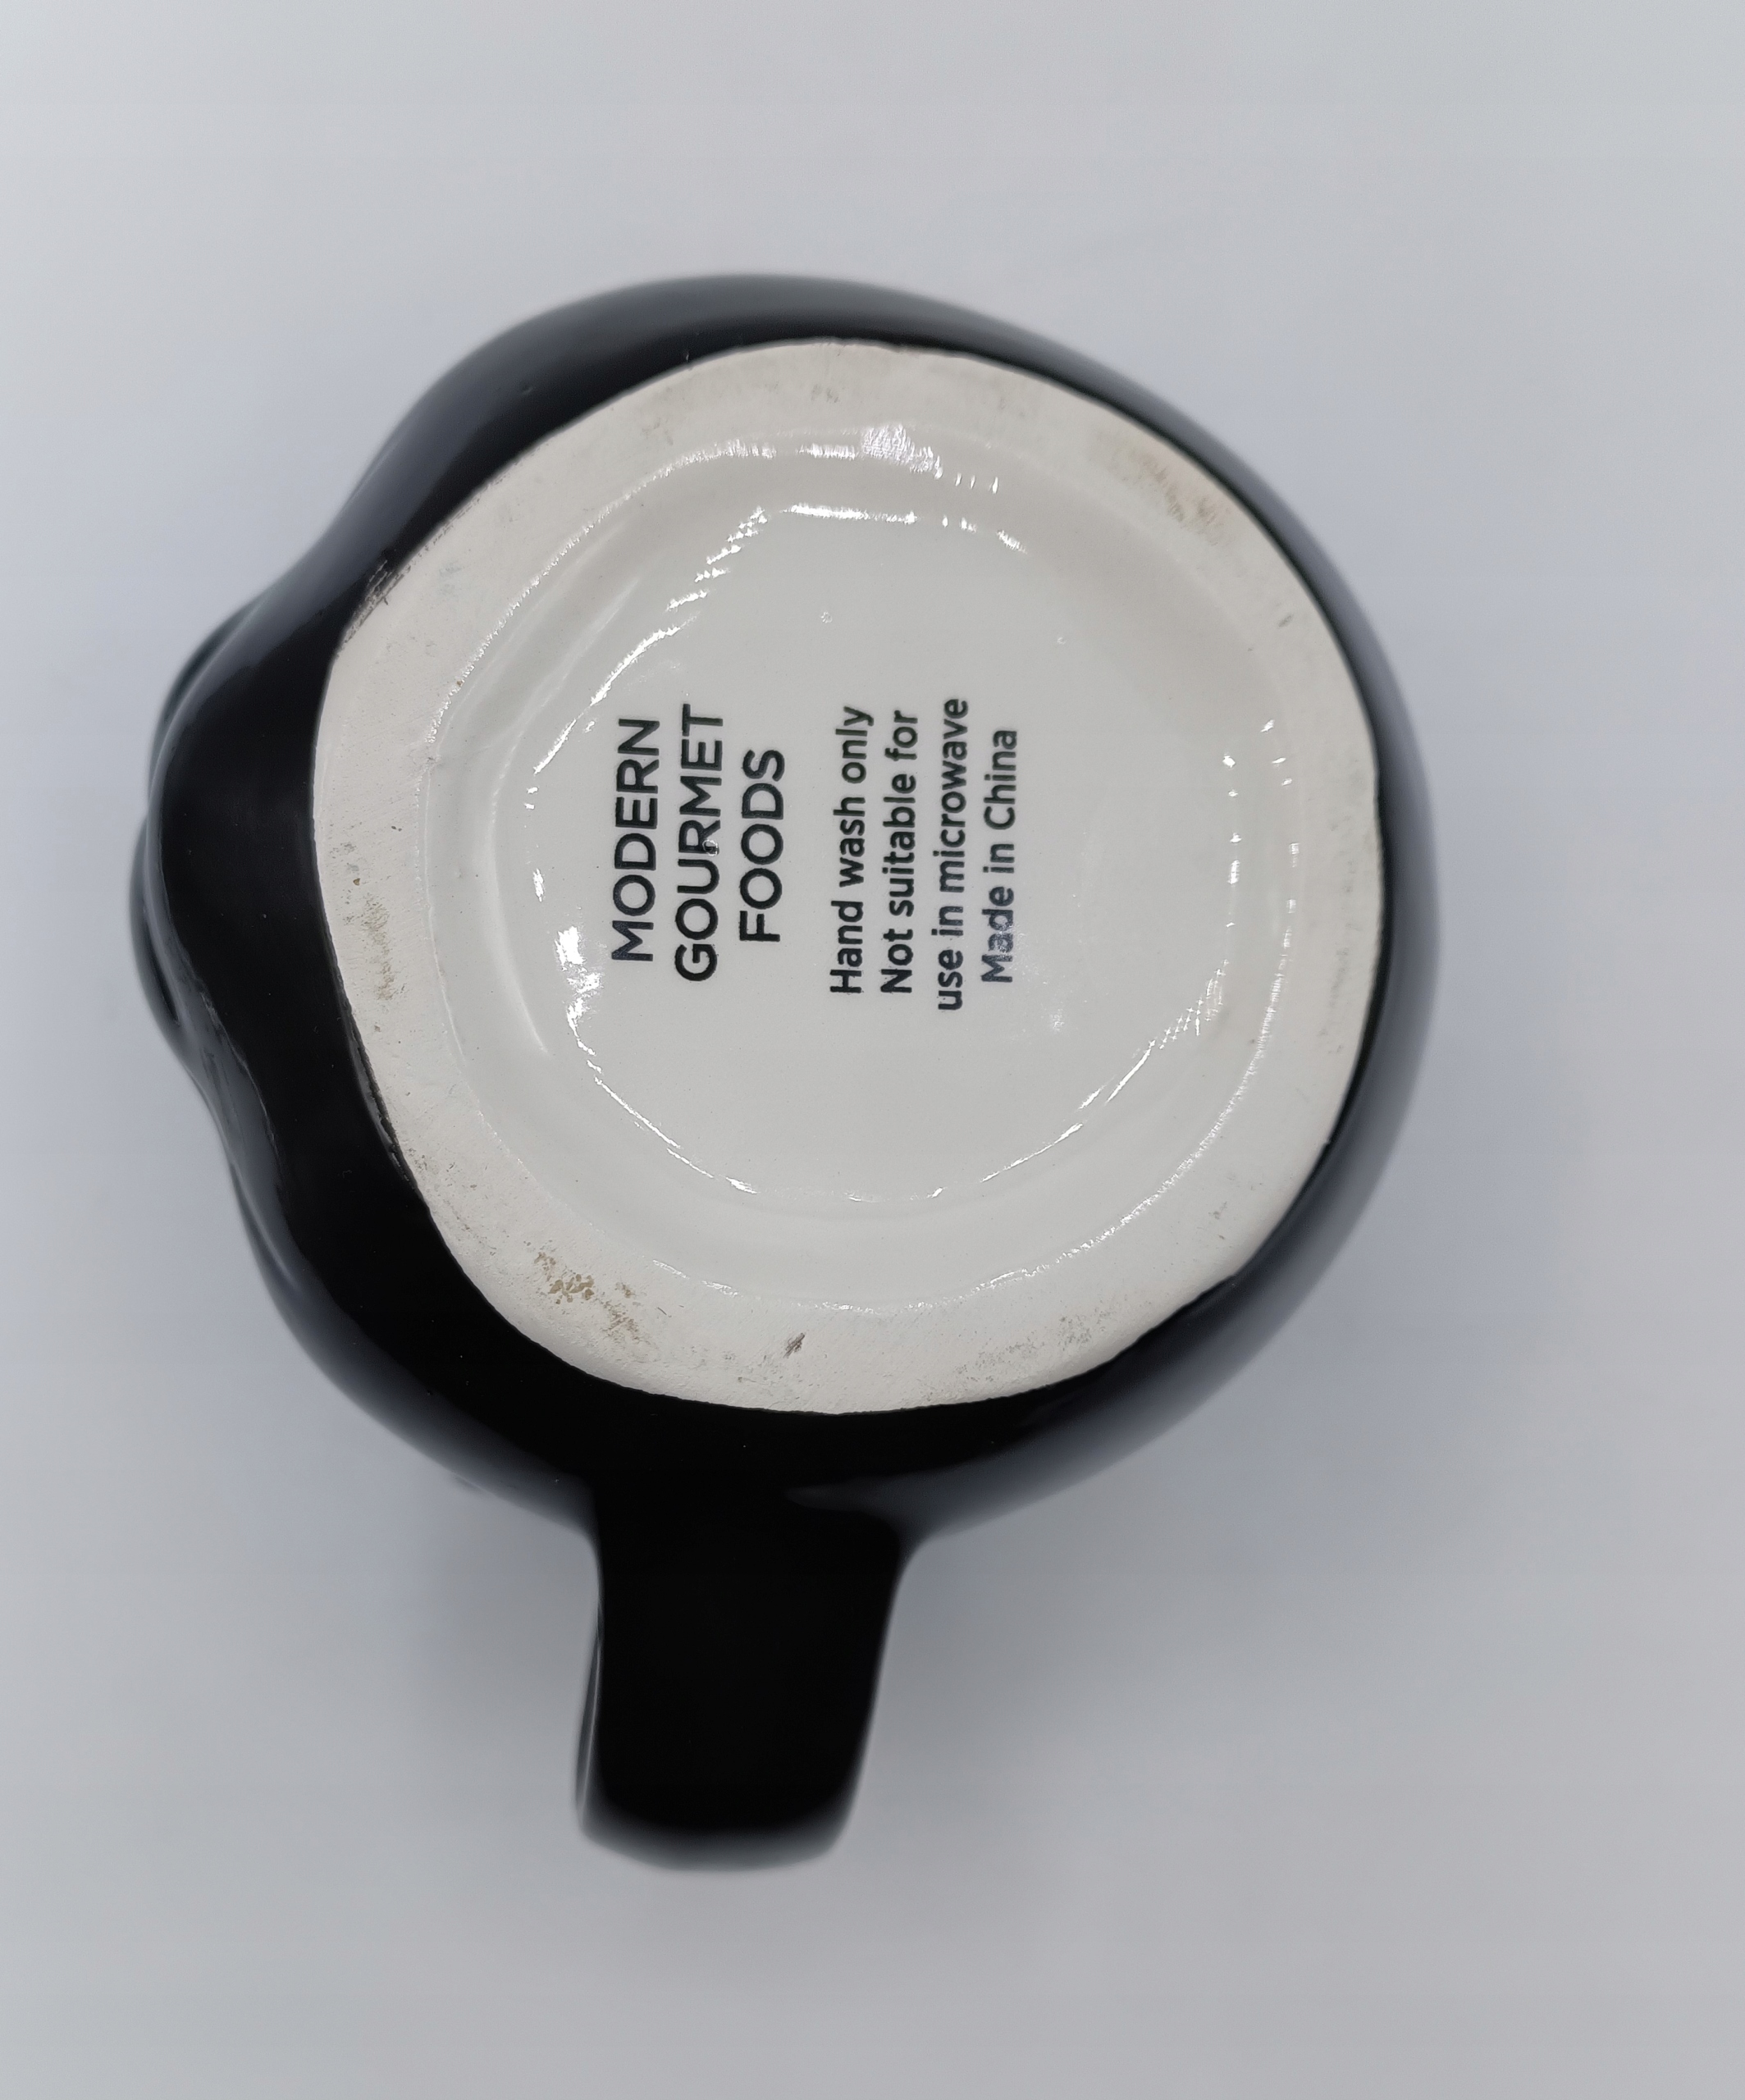 MODERN
GOURMET
FOODS
Hand wash only
Not suitable for
use in microwave
Made in China